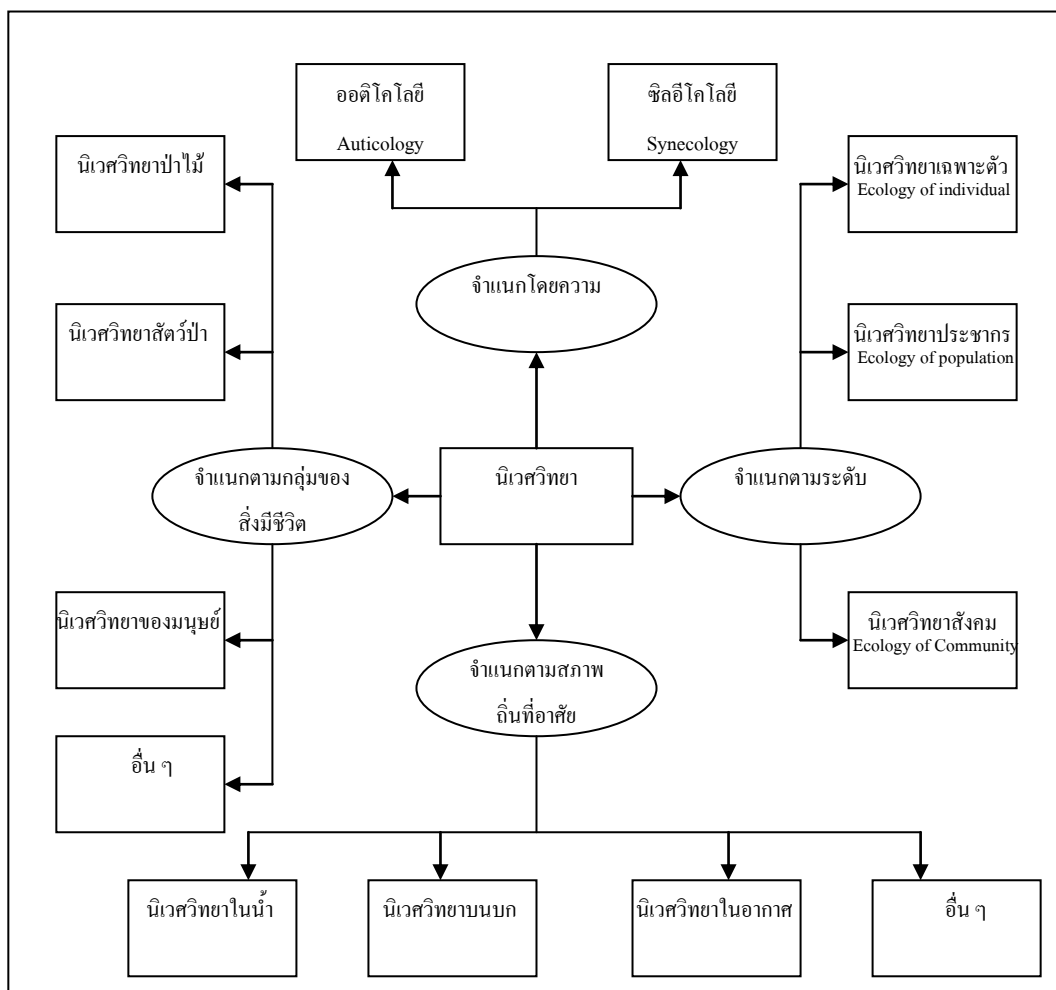 ออติโคโลยี
Auticology
ซิลอีโคโลยี
Synecology
นิเวศวิทยาป่าไม้
นิเวศวิทยาเฉพาะตัว
Ecology of individual
จำแนกโดยความ
นิเวศวิทยาสัตว์ป่า
นิเวศวิทยาประชากร
Ecology of population
จำแนกตามกลุ่มของ
สิ่งมีชีวิต
นิเวศวิทยา
จำแนกตามระดับ
นิเวศวิทยาของมนุษย์
นิเวศวิทยาสังคม
Ecology of Community
จำแนกตามสภาพ
ถิ่นที่อาศัย
อื่น ๆ
นิเวศวิทยาในน้ำ
นิเวศวิทยาบนบก
นิเวศวิทยาในอากาศ
อื่น ๆ